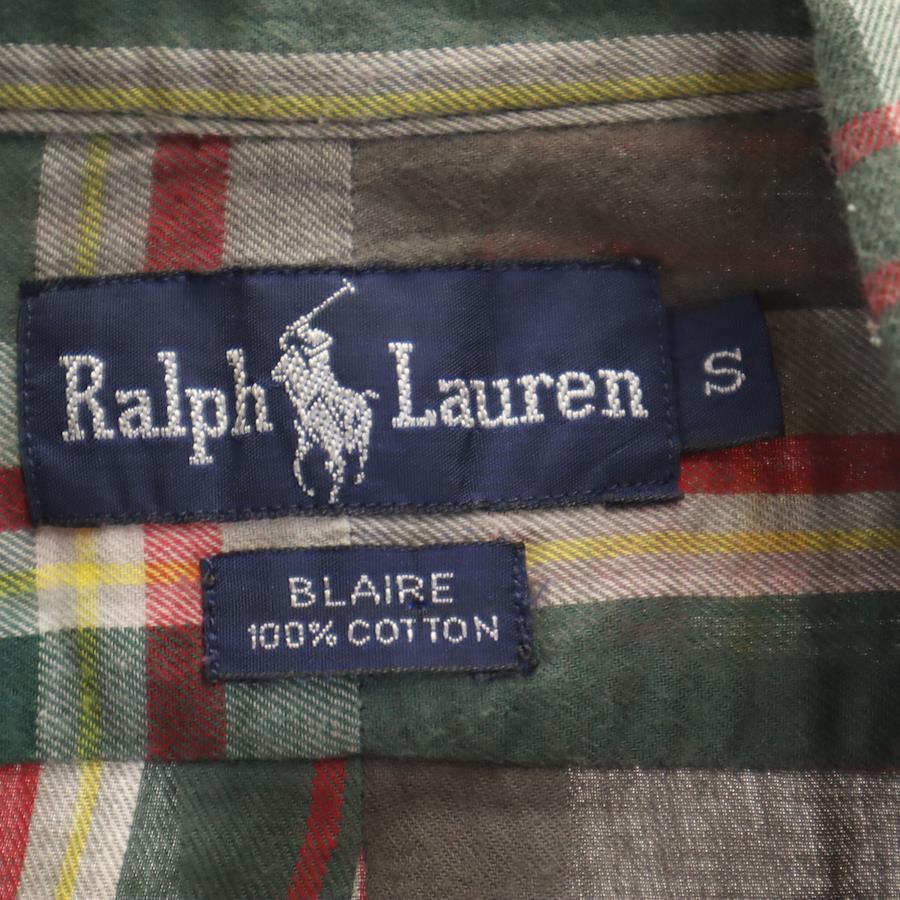 Ralph Lauren
S
BLAIRE
100% COTTON